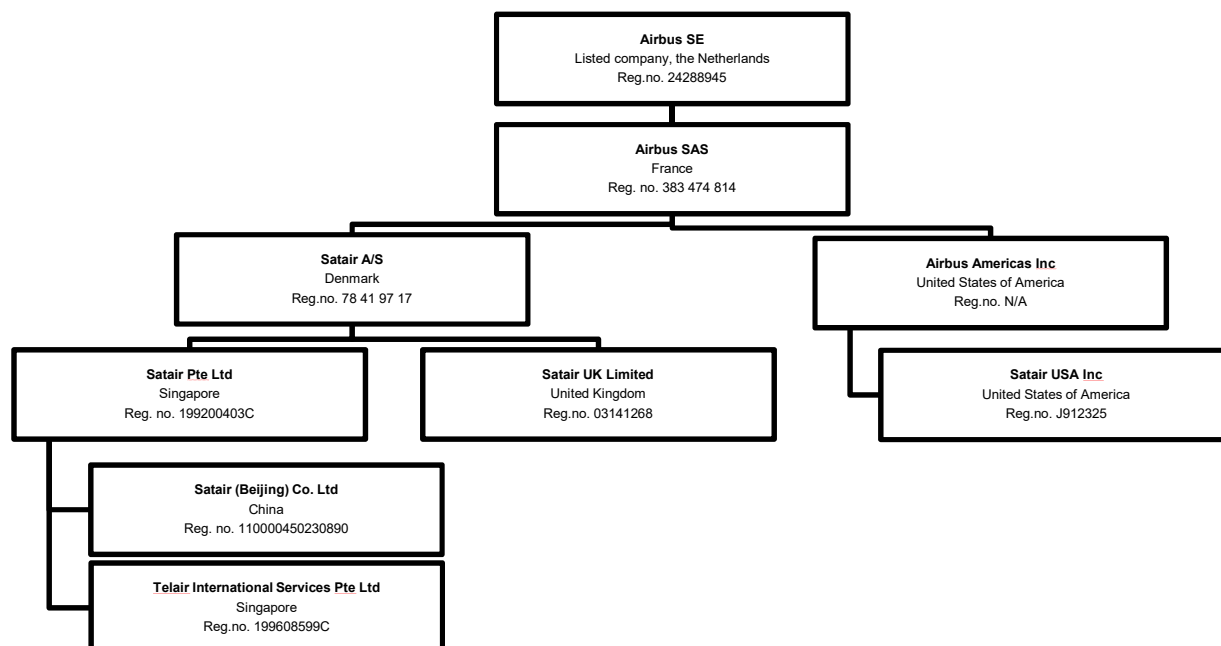 Airbus SE
Listed company, the Netherlands
Reg.no. 24288945
Airbus SAS
France
Reg. no. 383 474 814
Satair A/S
Denmark
Reg.no. 78 41 97 17
Airbus Americas Inc
United States of America
Reg.no. N/A
Satair Pte Ltd
Singapore
Reg. no. 199200403C
Satair UK Limited
United Kingdom
Reg.no. 03141268
Satair USA Inc
United States of America
Reg.no. J912325
Satair (Beijing) Co. Ltd
China
Reg. no. 110000450230890
Telair International Services Pte Ltd
Singapore
Reg.no. 199608599C